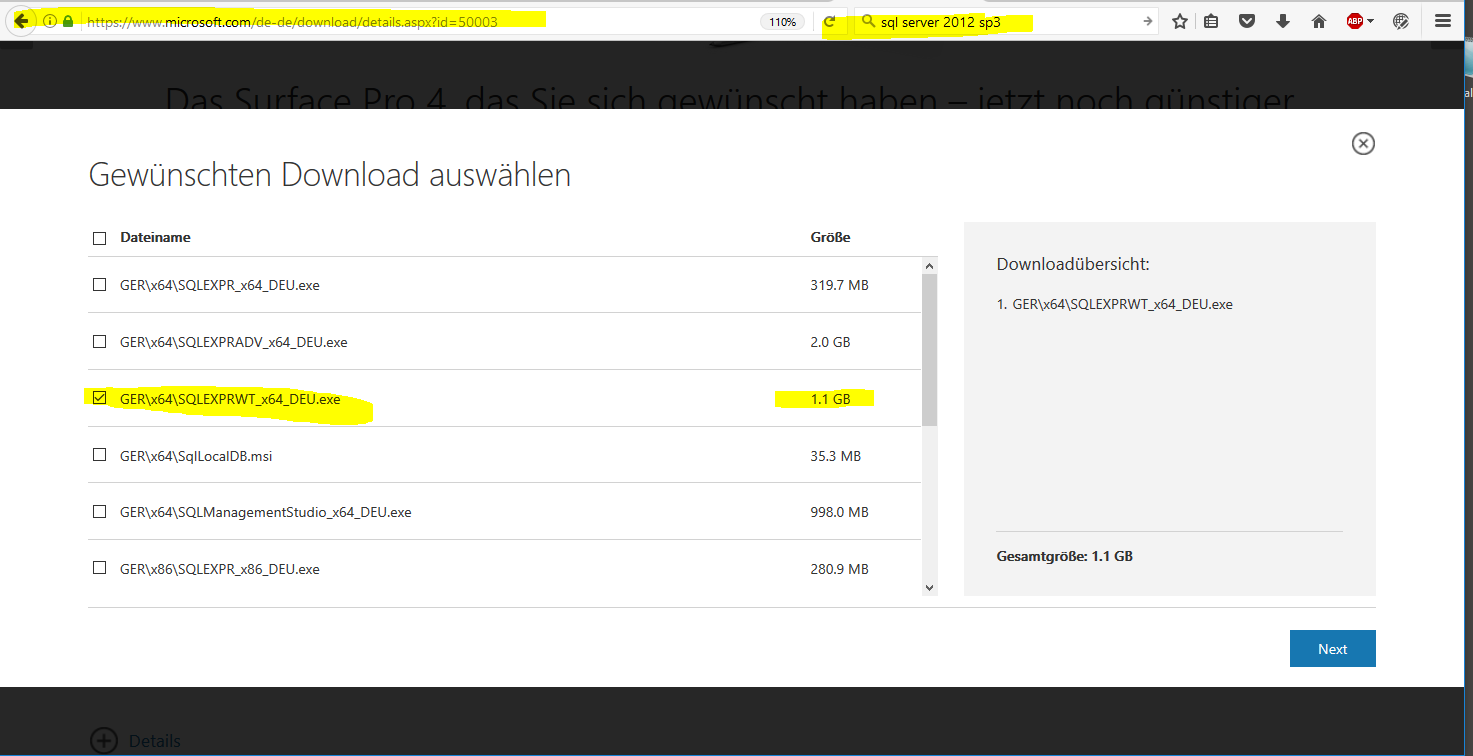 https://www.microsoft.com/de-de/download/details.aspx?id=50003
110%
sql server 2012 sp3
ABP
Das Surface Pro 4, das Sie sich gewünscht haben – jetzt noch günstiger
Gewünschten Download auswählen
Dateiname Größe
GER\x64\SQLEXPR_x64_DEU.exe 319.7 MB
GER\x64\SQLEXPRADV_x64_DEU.exe 2.0 GB
GER\x64\SQLEXPRWT_x64_DEU.exe 1.1 GB
GER\x64\SqlLocalDB.msi 35.3 MB
GER\x64\SQLManagementStudio_x64_DEU.exe 998.0 MB
GER\x86\SQLEXPR_x86_DEU.exe 280.9 MB
Downloadübersicht:
1. GER\x64\SQLEXPRWT_x64_DEU.exe
Gesamtgröße: 1.1 GB
Next
Details